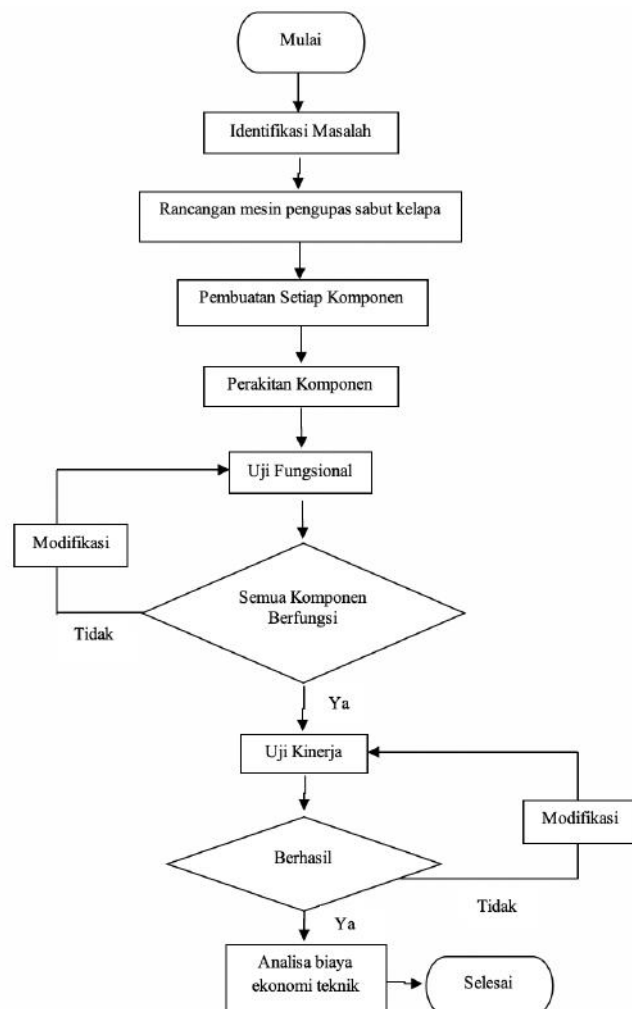 Mulai
Identifikasi Masalah
Rancangan mesin pengupas sabut kelapa
Pembuatan Setiap Komponen
Perakitan Komponen
Uji Fungsional
Modifikasi
Semua Komponen
Berfungsi
Tidak
Ya
Uji Kinerja
Modifikasi
Berhasil
Tidak
Ya
Analisa biaya
ekonomi teknik
Selesai